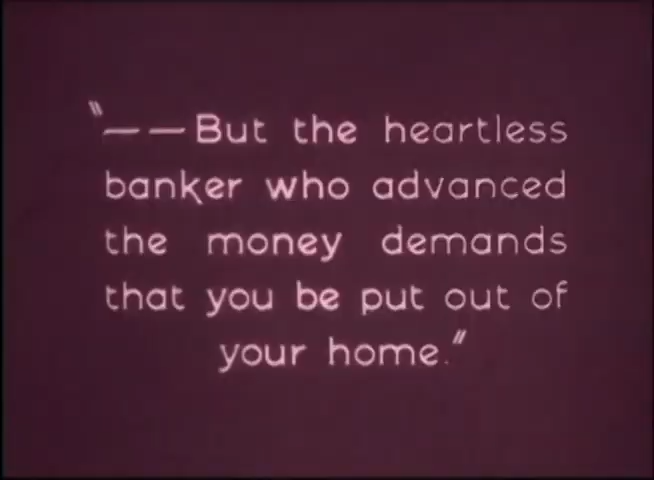 "——But the heartless
banker who advanced
the money demands
that you be put out of
your home."